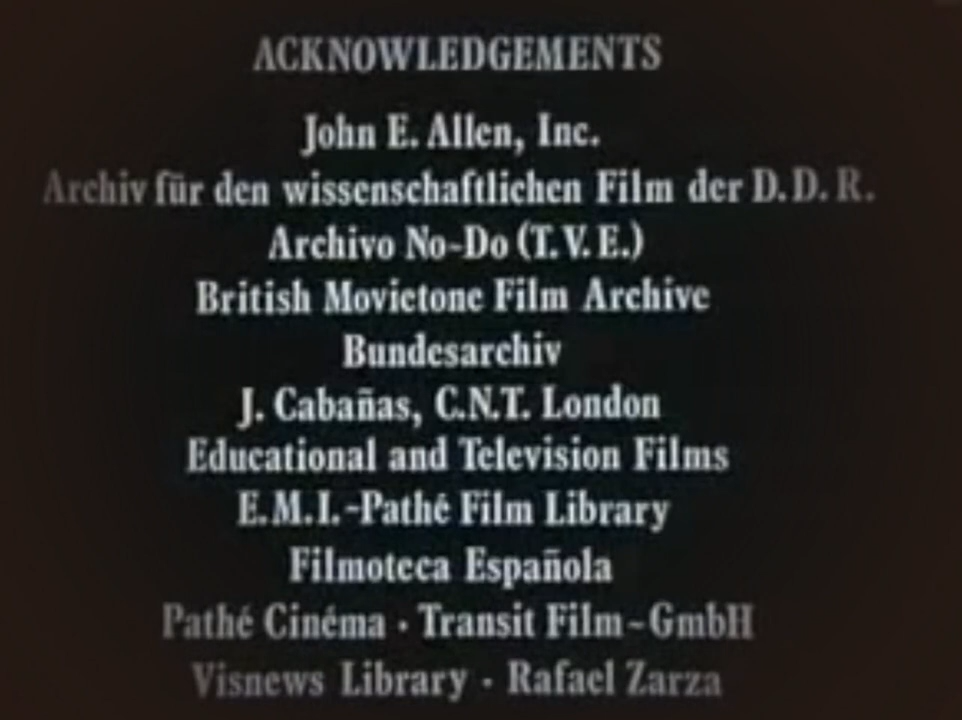 ACKNOWLEDGEMENTS
John E. Allen, Inc.
Archiv für den wissenschaftlichen Film der D.D.R.
Archivo No-Do (T.V.E.)
British Movietone Film Archive
Bundesarchiv
J. Cabañas, C.N.T. London
Educational and Television Films
E.M.I.-Pathé Film Library
Filmoteca Española
Pathé Cinéma · Transit Film-GmbH
Visnews Library · Rafael Zarza